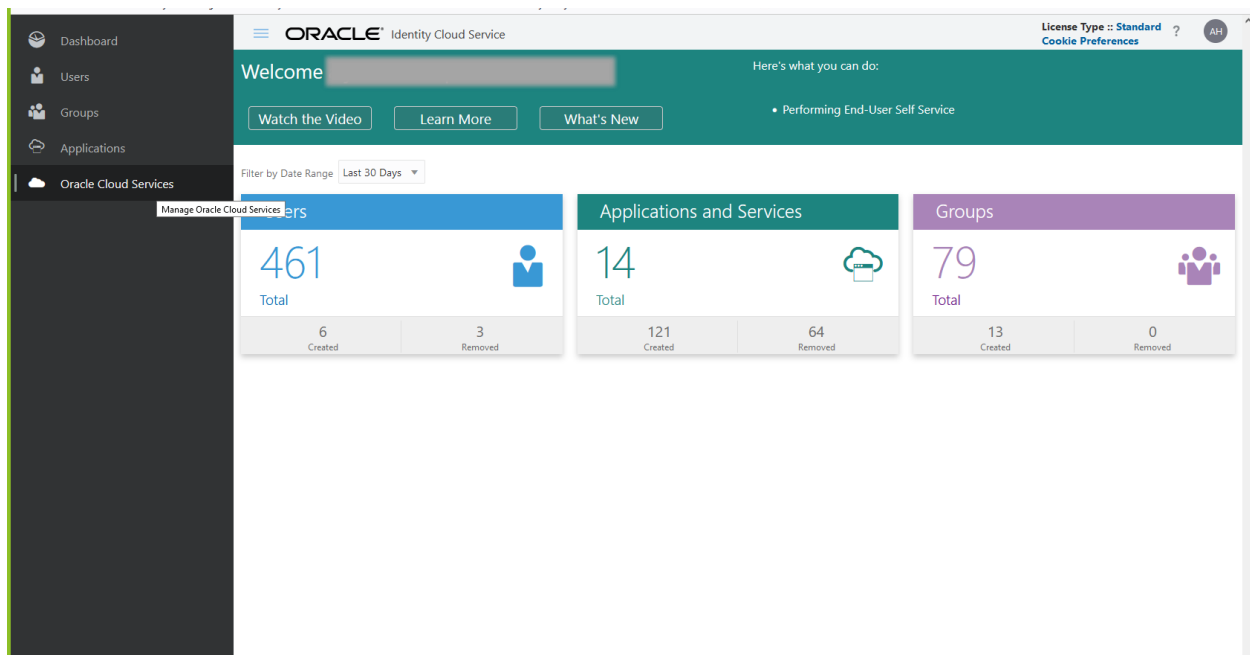 Dashboard
Users
Groups
Applications
Oracle Cloud Services
Manage Oracle Cloud Services
ORACLE® Identity Cloud Service
License Type :: Standard
Cookie Preferences
?
AH
Welcome
Here's what you can do:
• Performing End-User Self Service
Watch the Video
Learn More
What's New
Filter by Date Range Last 30 Days
ers
461
Total
6
Created
3
Removed
Applications and Services
14
Total
121
Created
64
Removed
Groups
79
Total
13
Created
0
Removed